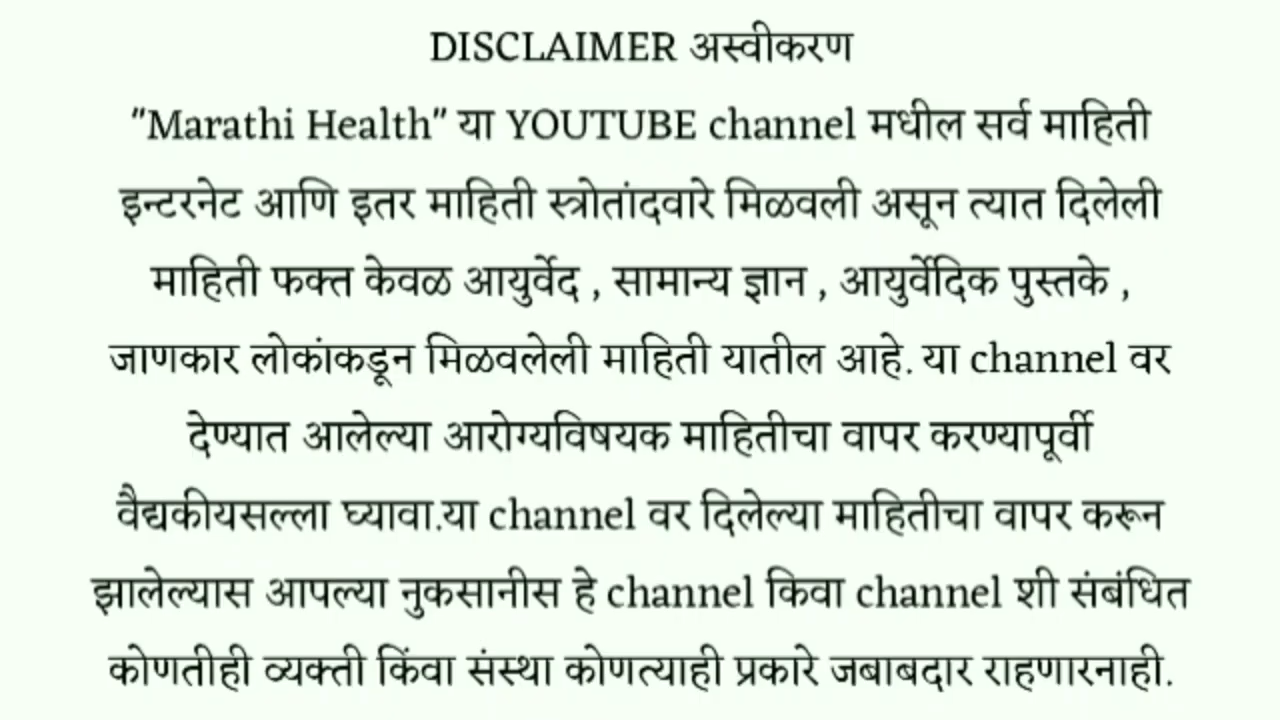 DISCLAIMER अस्वीकरण
"Marathi Health" या YOUTUBE channel मधील सर्व माहिती
इन्टरनेट आणि इतर माहिती स्त्रोतांदवारे मिळवली असून त्यात दिलेली
माहिती फक्त केवळ आयुर्वेद , सामान्य ज्ञान , आयुर्वेदिक पुस्तके ,
जाणकार लोकांकडून मिळवलेली माहिती यातील आहे. या channel वर
देण्यात आलेल्या आरोग्यविषयक माहितीचा वापर करण्यापूर्वी
वैद्यकीयसल्ला घ्यावा.या channel वर दिलेल्या माहितीचा वापर करून
झालेल्यास आपल्या नुकसानीस हे channel किवा channel शी संबंधित
कोणतीही व्यक्ती किंवा संस्था कोणत्याही प्रकारे जबाबदार राहणारनाही.